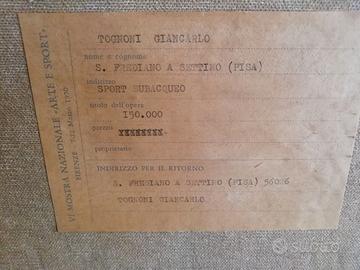 TOGNONI GIANCARLO
nome e cognome
S. FREDIANO A SETTIMO (PISA)
indirizzo
SPORT SUBACQUEO
titolo dell'opera
150.000
prezzo XXXXXXXX
proprietario
INDIRIZZO PER IL RITORNO
S. FREDIANO A SETTIMO (PISA) 56026
TOGNONI GIANCARLO
VI MOSTRA NAZIONALE «ARTE E SPORT»
FIRENZE
subito.it